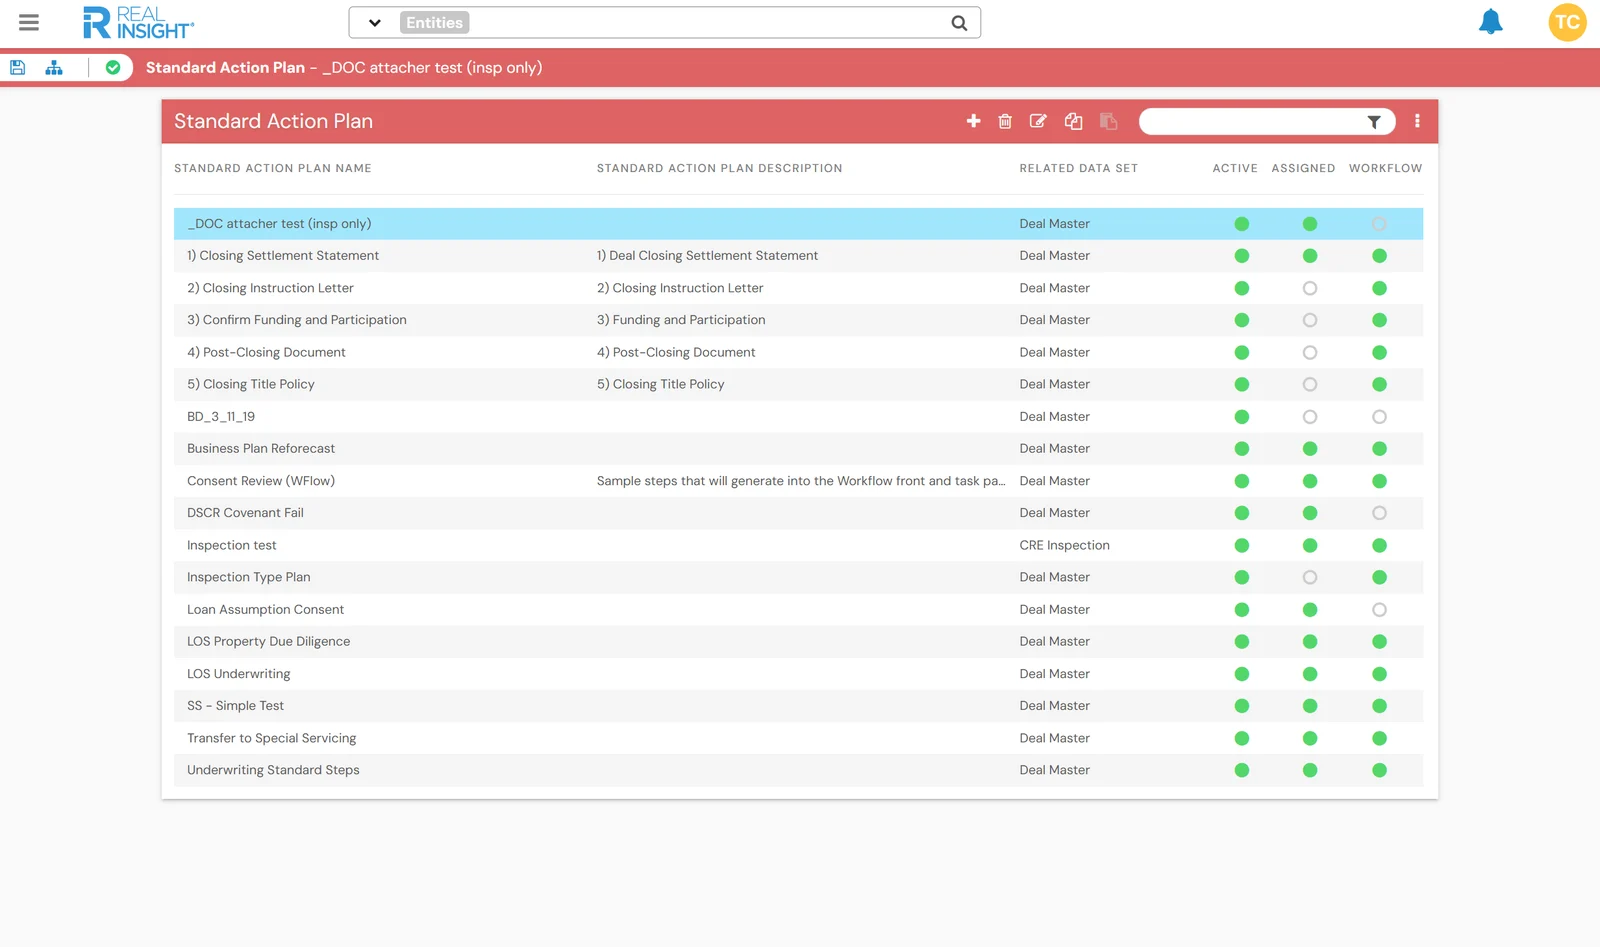 REAL INSIGHT®
Entities
TC
Standard Action Plan - _DOC attacher test (insp only)
Standard Action Plan
STANDARD ACTION PLAN NAME STANDARD ACTION PLAN DESCRIPTION RELATED DATA SET ACTIVE ASSIGNED WORKFLOW
_DOC attacher test (insp only) Deal Master
1) Closing Settlement Statement 1) Deal Closing Settlement Statement Deal Master
2) Closing Instruction Letter 2) Closing Instruction Letter Deal Master
3) Confirm Funding and Participation 3) Funding and Participation Deal Master
4) Post-Closing Document 4) Post-Closing Document Deal Master
5) Closing Title Policy 5) Closing Title Policy Deal Master
BD_3_11_19 Deal Master
Business Plan Reforecast Deal Master
Consent Review (WFlow) Sample steps that will generate into the Workflow front and task pa... Deal Master
DSCR Covenant Fail Deal Master
Inspection test CRE Inspection
Inspection Type Plan Deal Master
Loan Assumption Consent Deal Master
LOS Property Due Diligence Deal Master
LOS Underwriting Deal Master
SS - Simple Test Deal Master
Transfer to Special Servicing Deal Master
Underwriting Standard Steps Deal Master